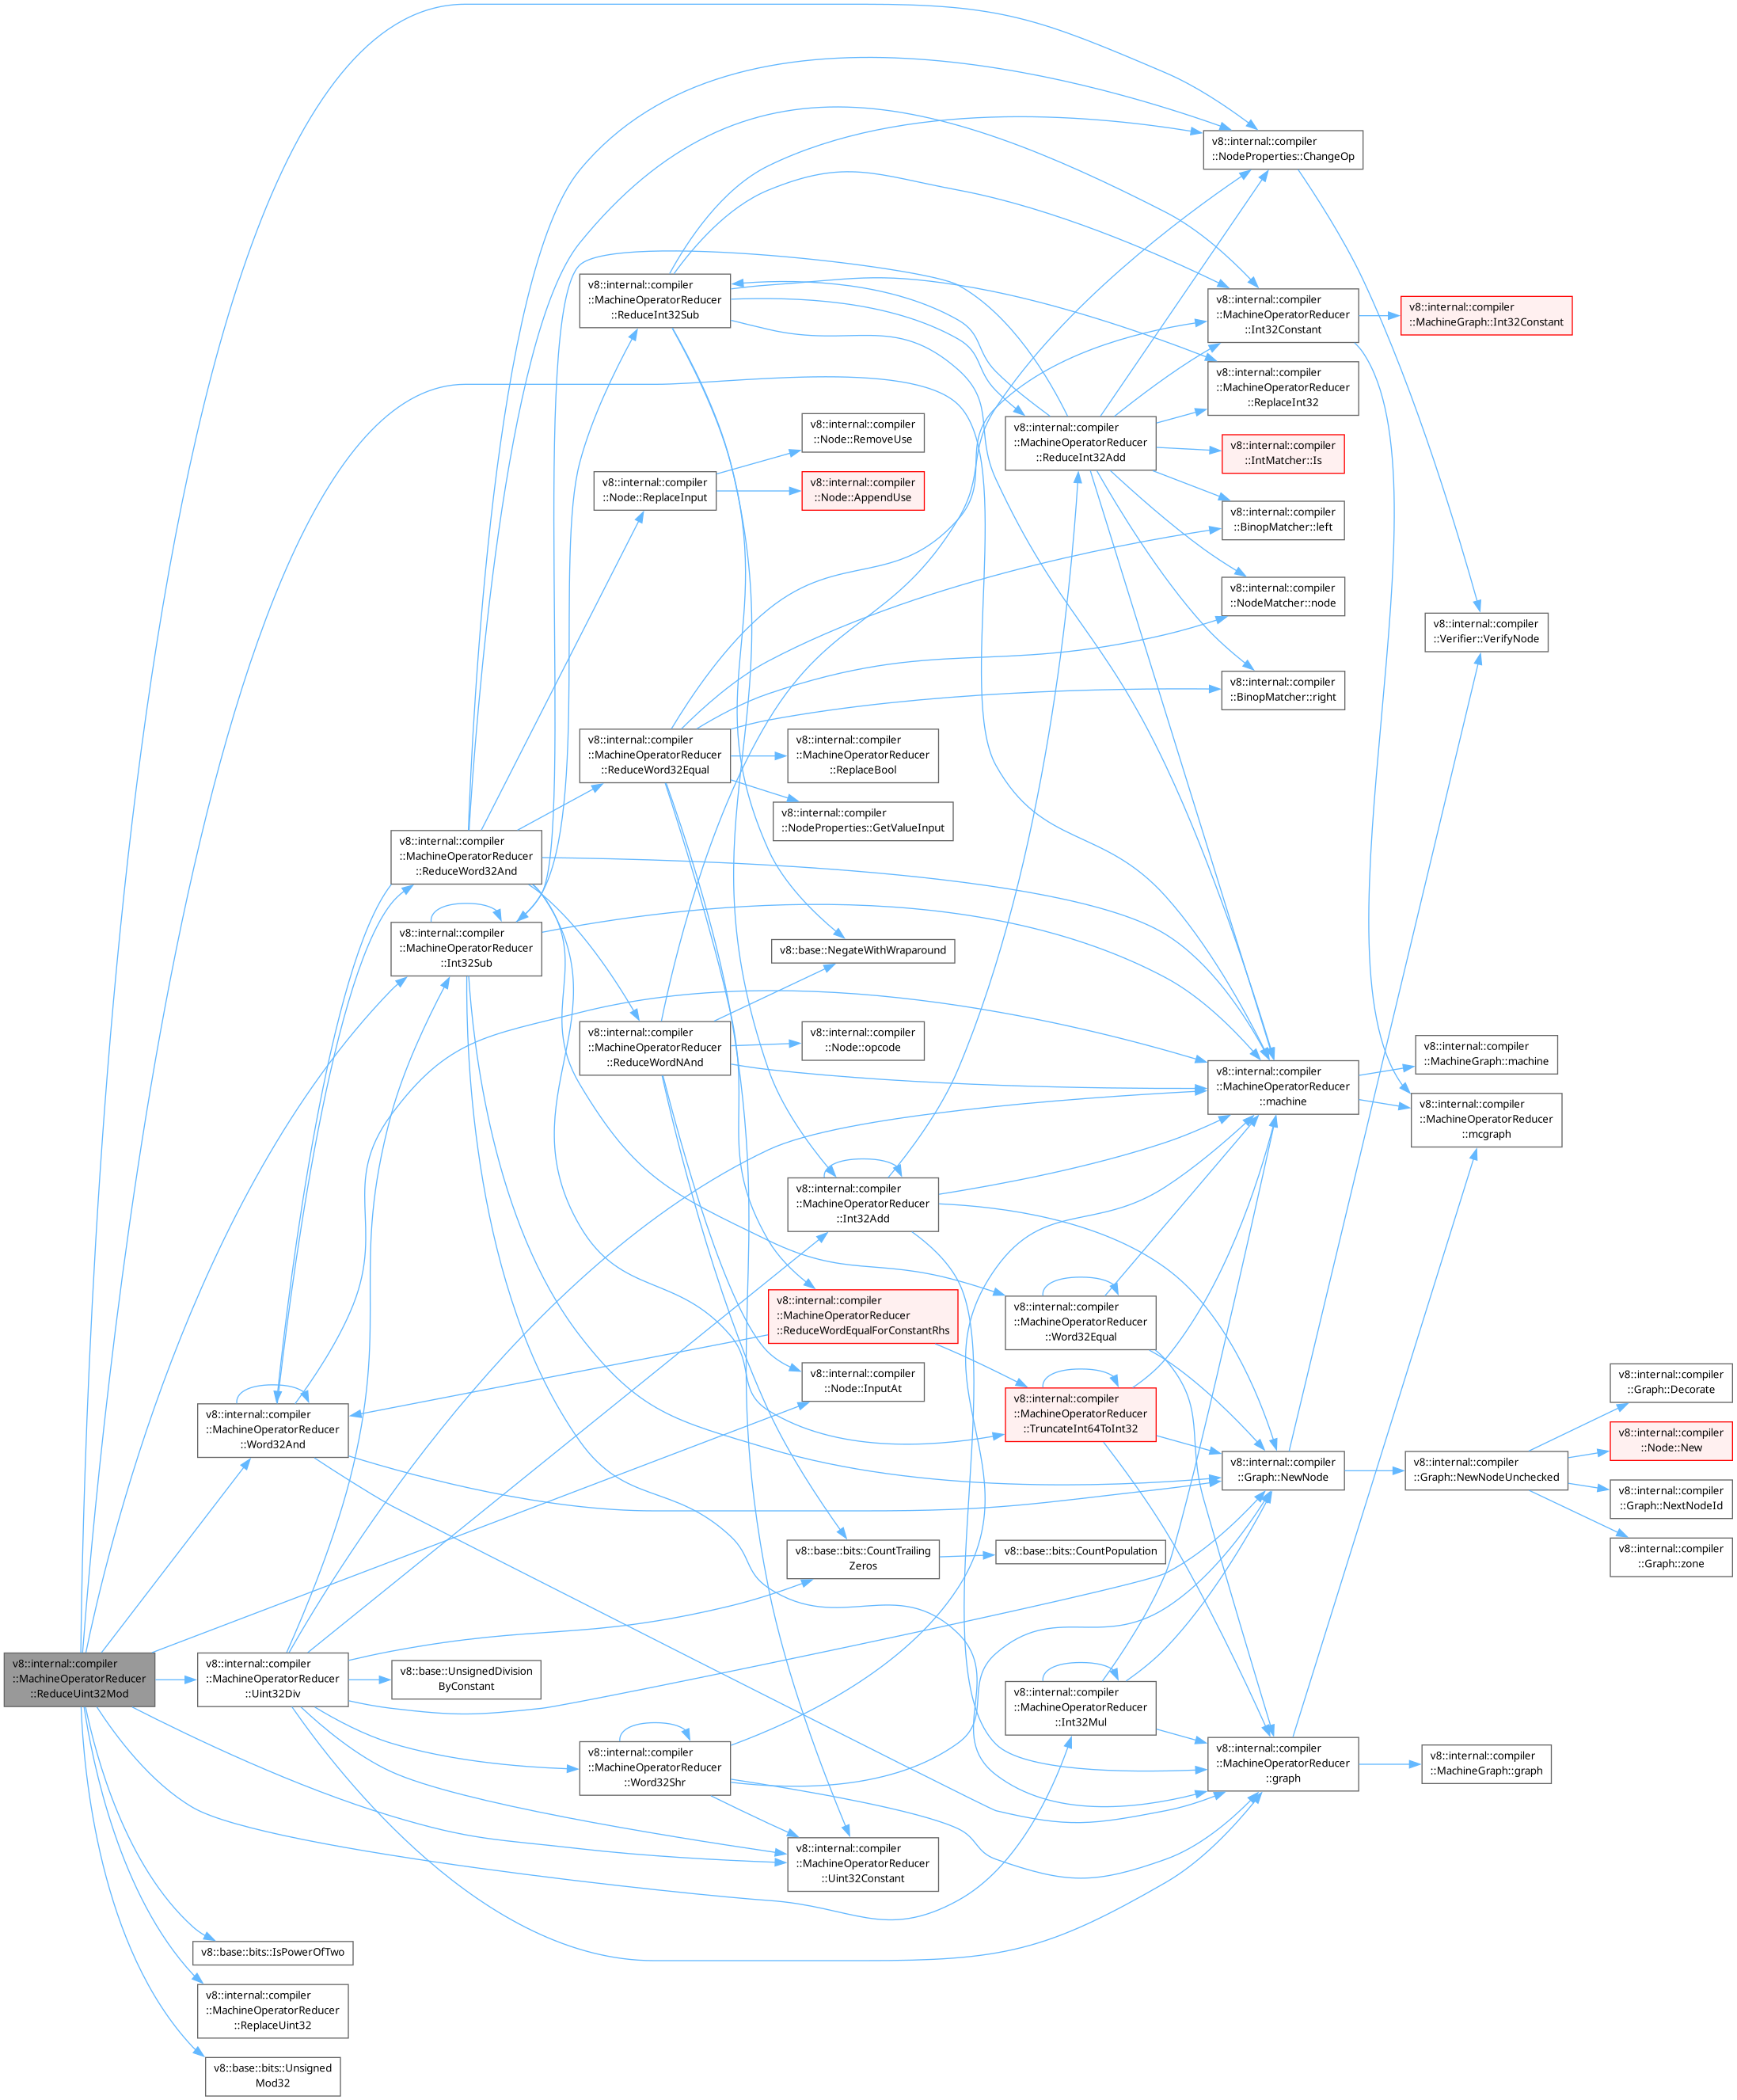 v8::internal::compiler
::NodeProperties::ChangeOp
v8::internal::compiler
::MachineOperatorReducer
::ReduceInt32Sub
v8::internal::compiler
::MachineOperatorReducer
::Int32Constant
v8::internal::compiler
::MachineGraph::Int32Constant
v8::internal::compiler
::MachineOperatorReducer
::ReplaceInt32
v8::internal::compiler
::Node::RemoveUse
v8::internal::compiler
::MachineOperatorReducer
::ReduceInt32Add
v8::internal::compiler
::IntMatcher::Is
v8::internal::compiler
::Node::ReplaceInput
v8::internal::compiler
::Node::AppendUse
v8::internal::compiler
::BinopMatcher::left
v8::internal::compiler
::NodeMatcher::node
v8::internal::compiler
::Verifier::VerifyNode
v8::internal::compiler
::BinopMatcher::right
v8::internal::compiler
::MachineOperatorReducer
::ReduceWord32Equal
v8::internal::compiler
::MachineOperatorReducer
::ReplaceBool
v8::internal::compiler
::NodeProperties::GetValueInput
v8::internal::compiler
::MachineOperatorReducer
::ReduceWord32And
v8::internal::compiler
::MachineOperatorReducer
::Int32Sub
v8::base::NegateWithWraparound
v8::internal::compiler
::MachineOperatorReducer
::ReduceWordNAnd
v8::internal::compiler
::Node::opcode
v8::internal::compiler
::MachineOperatorReducer
::machine
v8::internal::compiler
::MachineGraph::machine
v8::internal::compiler
::MachineOperatorReducer
::mcgraph
v8::internal::compiler
::MachineOperatorReducer
::Int32Add
v8::internal::compiler
::MachineOperatorReducer
::ReduceWordEqualForConstantRhs
v8::internal::compiler
::MachineOperatorReducer
::Word32Equal
v8::internal::compiler
::Node::InputAt
v8::internal::compiler
::MachineOperatorReducer
::TruncateInt64ToInt32
v8::internal::compiler
::Graph::Decorate
v8::internal::compiler
::MachineOperatorReducer
::Word32And
v8::internal::compiler
::Graph::NewNode
v8::internal::compiler
::Graph::NewNodeUnchecked
v8::internal::compiler
::Node::New
v8::internal::compiler
::Graph::NextNodeId
v8::internal::compiler
::Graph::zone
v8::base::bits::CountTrailing
Zeros
v8::base::bits::CountPopulation
v8::internal::compiler
::MachineOperatorReducer
::ReduceUint32Mod
v8::internal::compiler
::MachineOperatorReducer
::Uint32Div
v8::base::UnsignedDivision
ByConstant
v8::internal::compiler
::MachineOperatorReducer
::Int32Mul
v8::internal::compiler
::MachineOperatorReducer
::Word32Shr
v8::internal::compiler
::MachineOperatorReducer
::graph
v8::internal::compiler
::MachineGraph::graph
v8::internal::compiler
::MachineOperatorReducer
::Uint32Constant
v8::base::bits::IsPowerOfTwo
v8::internal::compiler
::MachineOperatorReducer
::ReplaceUint32
v8::base::bits::Unsigned
Mod32